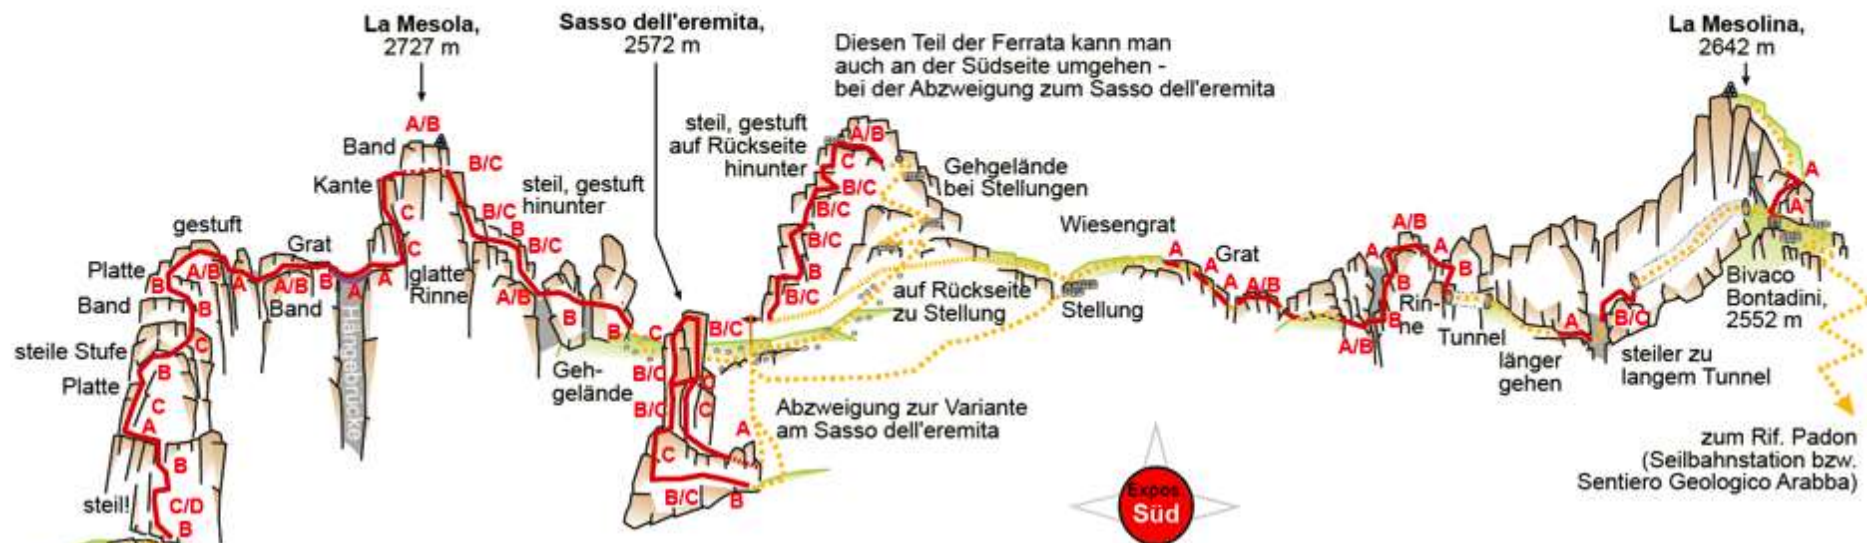 La Mesola,
2727 m
Sasso dell'eremita,
2572 m
Diesen Teil der Ferrata kann man
auch an der Südseite umgehen -
bei der Abzweigung zum Sasso dell'eremita
La Mesolina,
2642 m
A/B
Band
Kante
B/C
steil, gestuft
hinunter
B/C
B
B/C
C
C
glatte
Rinne
gestuft
Grat
Platte
Band
B
A/B
B
A
A/B
Band
B
A
A
Hängebrücke
steile Stufe
Platte
C
B
C
A
B
steil!
C/D
B
A/B
B
B
Geh-
gelände
C
B/C
B/C
B/C
C
C
C
B/C
B
A
Abzweigung zur Variante
am Sasso dell'eremita
steil, gestuft
auf Rückseite
hinunter
A/B
C
B/C
B/C
B/C
B
B/C
Gehgelände
bei Stellungen
auf Rückseite
zu Stellung
Wiesengrat
Stellung
A
Grat
A
A
A/B
A/B
A
A
B
B
B
A/B
Rin-
ne
Tunnel
länger
gehen
A
B/C
steiler zu
langem Tunnel
A
A
Bivaco
Bontadini,
2552 m
zum Rif. Padon
(Seilbahnstation bzw.
Sentiero Geologico Arabba)
Expos.
Süd